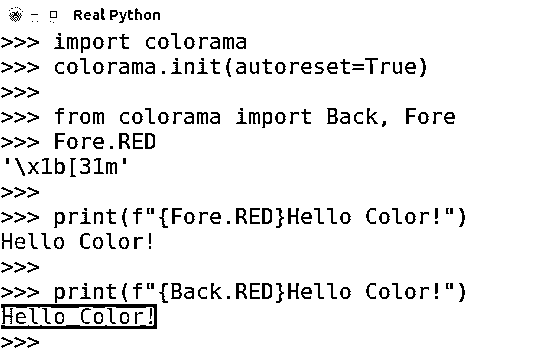 Real Python
>>> import colorama
>>> colorama.init(autoreset=True)
>>>
>>> from colorama import Back, Fore
>>> Fore.RED
'\x1b[31m'
>>>
>>> print(f"{Fore.RED}Hello Color!")
Hello Color!
>>>
>>> print(f"{Back.RED}Hello Color!")
Hello Color!
>>>